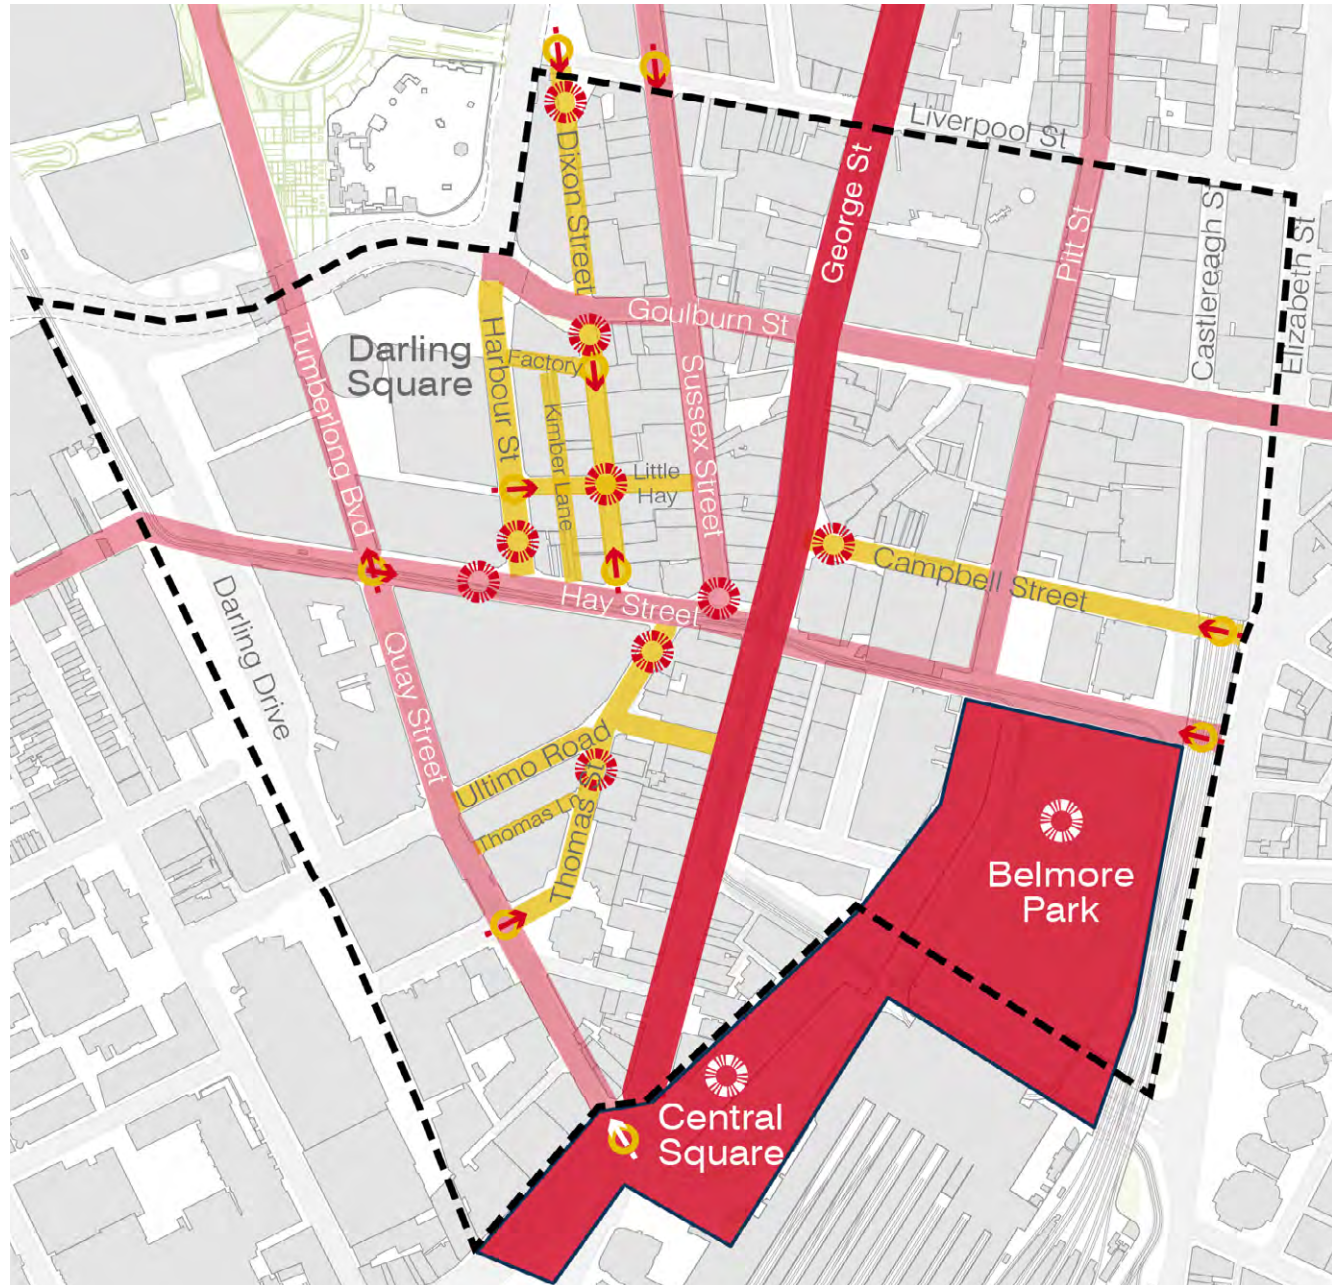 Liverpool St
Dixon Street
George St
Pitt St
Castlereagh St
Elizabeth St
Goulburn St
Darling
Square
Harbour St
Factory
Kimber Lane
Sussex Street
Little
Hay
Tumberlong Bvd
Campbell Street
Hay Street
Darling Drive
Quay Street
Ultimo Road
Thomas Ln
Thomas St
Belmore
Park
Central
Square